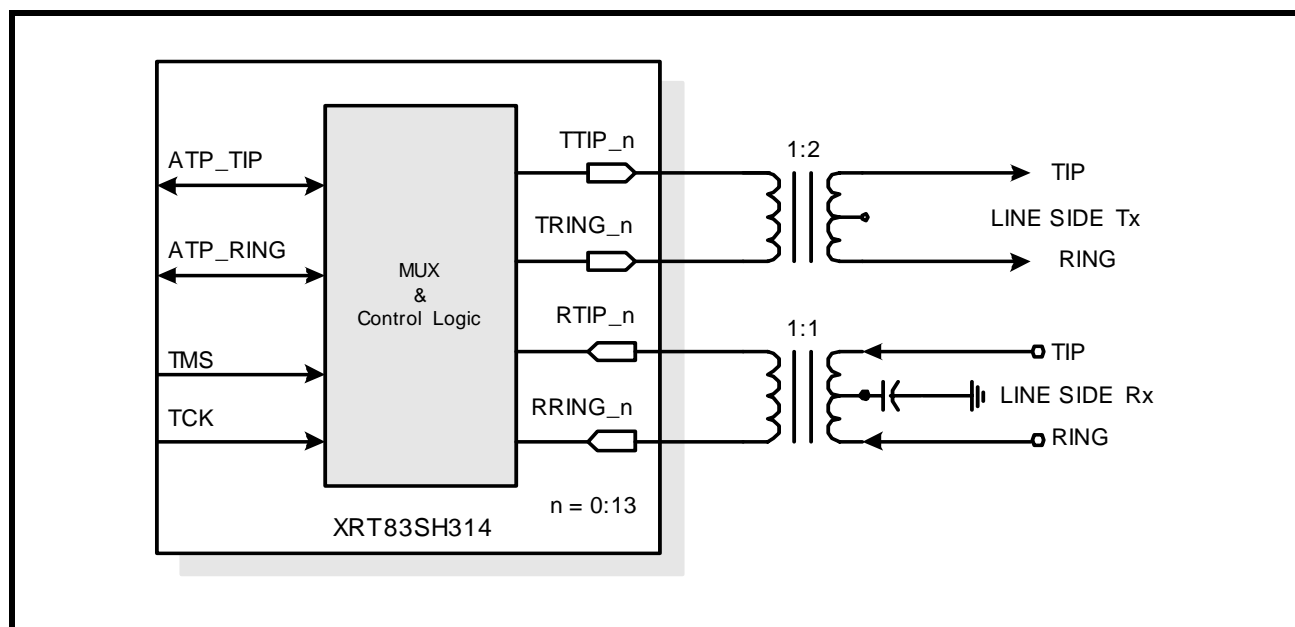 ATP_TIP
ATP_RING
TMS
TCK
MUX
&
Control Logic
TTIP_n
TRING_n
RTIP_n
RRING_n
n = 0:13
XRT83SH314
1:2
TIP
LINE SIDE Tx
RING
1:1
TIP
LINE SIDE Rx
RING